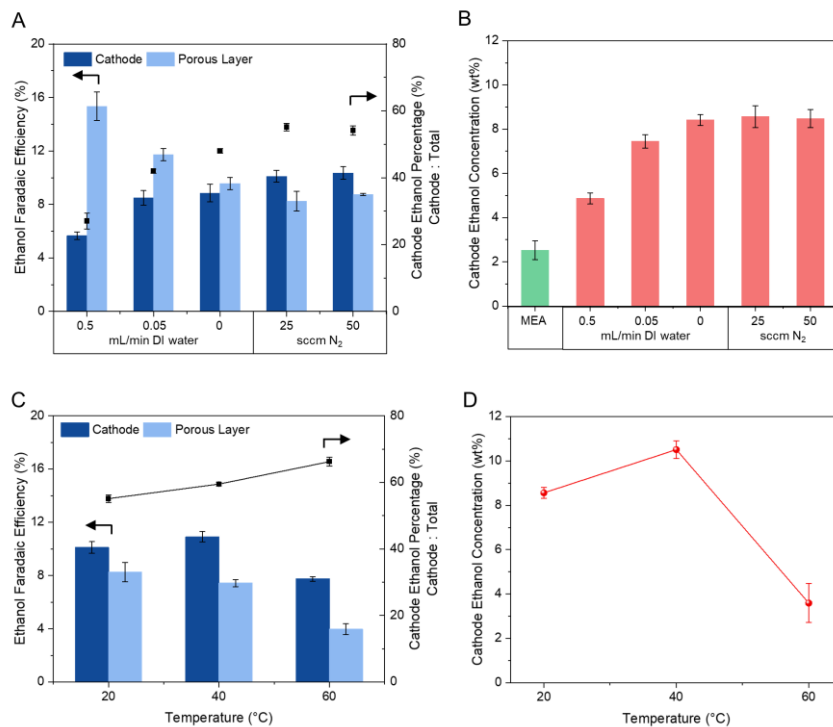 A
Cathode
Porous Layer
Ethanol Faradaic Efficiency (%)
20
16
12
8
4
0
80
60
40
20
0
Cathode Ethanol Percentage (%)
Cathode : Total
0.5
0.05
0
25
50
mL/min DI water
sccm N₂
B
Cathode Ethanol Concentration (wt%)
12
10
8
6
4
2
0
MEA
0.5
0.05
0
25
50
mL/min DI water
sccm N₂
C
Cathode
Porous Layer
Ethanol Faradaic Efficiency (%)
20
16
12
8
4
0
80
60
40
20
0
Cathode Ethanol Percentage (%)
Cathode : Total
20
40
60
Temperature (°C)
D
Cathode Ethanol Concentration (wt%)
12
10
8
6
4
2
0
20
40
60
Temperature (°C)